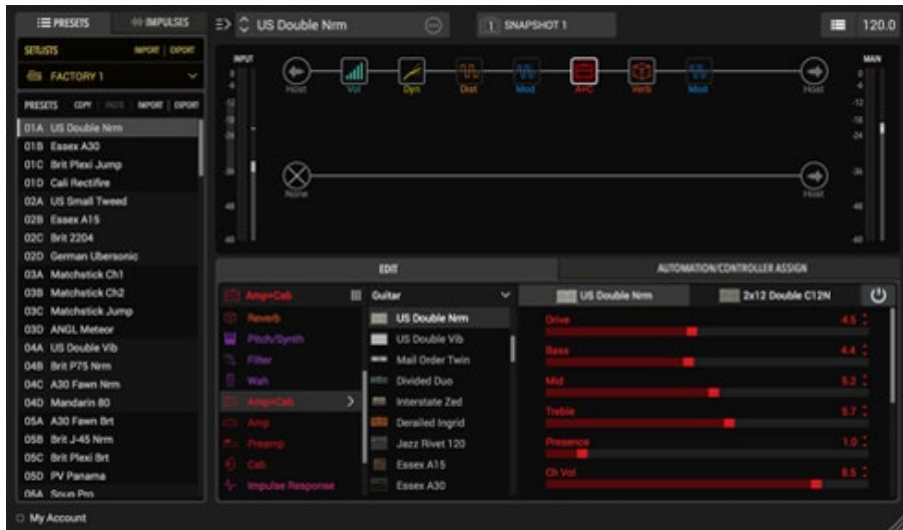 PRESETS IMPULSES
US Double Nrm
SNAPSHOT 1
120.0
SETLISTS IMPORT EXPORT
FACTORY 1
PRESETS COPY PASTE IMPORT EXPORT
01A US Double Nrm
01B Essex A30
01C Brit Plexi Jump
01D Cali Rectifire
02A US Small Tweed
02B Essex A15
02C Brit 2204
02D German Ubersonic
03A Matchstick Ch1
03B Matchstick Ch2
03C Matchstick Jump
03D ANGL Meteor
04A US Double Vib
04B Brit P75 Nrm
04C A30 Fawn Nrm
04D Mandarin 80
05A A30 Fawn Brt
05B Brit J-45 Nrm
05C Brit Plexi Brt
05D PV Panama
06A Soup Pro
My Account
INPUT
MAIN
Host Vol Dyn Dist Mod A+C Verb Mod Host
None Host
EDIT
AUTOMATION/CONTROLLER ASSIGN
Amp+Cab
Reverb
Pitch/Synth
Filter
Wah
Amp+Cab
Amp
Preamp
Cab
Impulse Response
Guitar
US Double Nrm
US Double Vib
Mail Order Twin
Divided Duo
Interstate Zed
Derailed Ingrid
Jazz Rivet 120
Essex A15
Essex A30
US Double Nrm 2x12 Double C12N
Drive 4.5
Bass 4.4
Mid 5.2
Treble 5.7
Presence 1.0
Ch Vol 8.5